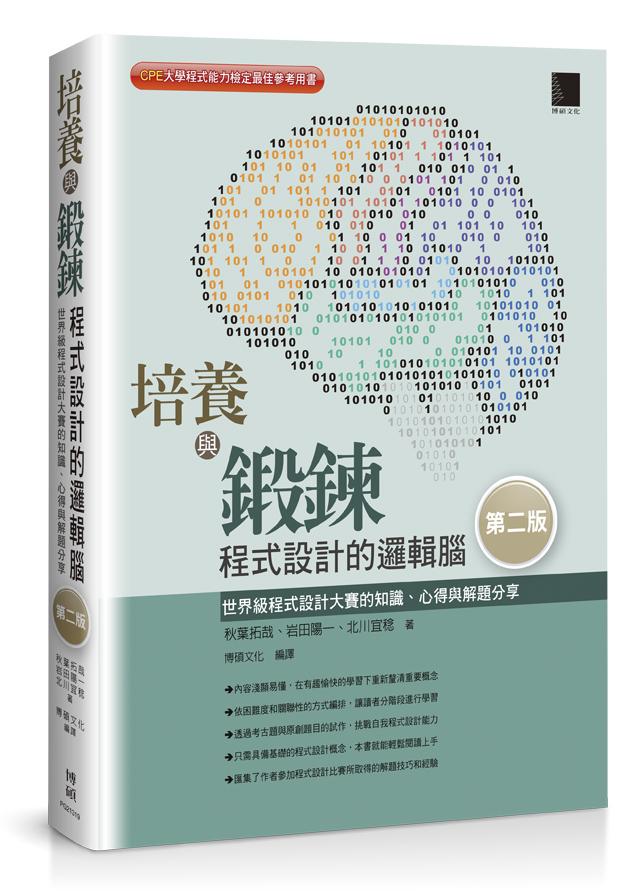 培養
與
鍛鍊
程式設計的邏輯腦
世界級程式設計大賽的知識、心得與解題分享
第二版
秋葉拓哉
岩田陽一
北川宜稔
著
博碩文化
編譯
博碩
PG21019
CPE大學程式能力檢定最佳參考用書
博碩文化
培養
與
鍛鍊
程式設計的邏輯腦
第二版
世界級程式設計大賽的知識、心得與解題分享
秋葉拓哉、岩田陽一、北川宜稔 著
博碩文化 編譯
➔內容淺顯易懂，在有趣愉快的學習下重新釐清重要概念
➔依困難度和關聯性的方式編排，讓讀者分階段進行學習
➔透過考古題與原創題目的試作，挑戰自我程式設計能力
➔只需具備基礎的程式設計概念，本書就能輕鬆閱讀上手
➔匯集了作者參加程式設計比賽所取得的解題技巧和經驗